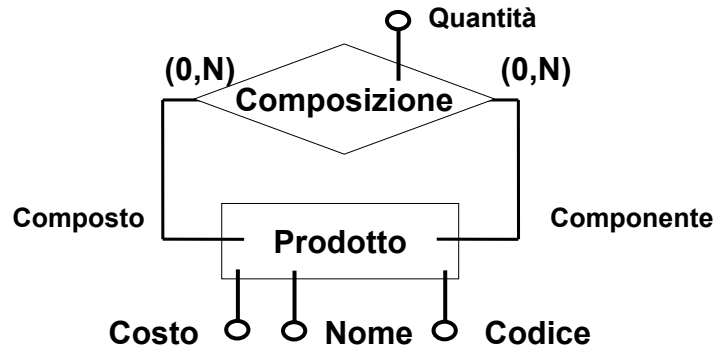 Quantità
(0,N) (0,N)
Composizione
Composto Componente
Prodotto
Costo Nome Codice